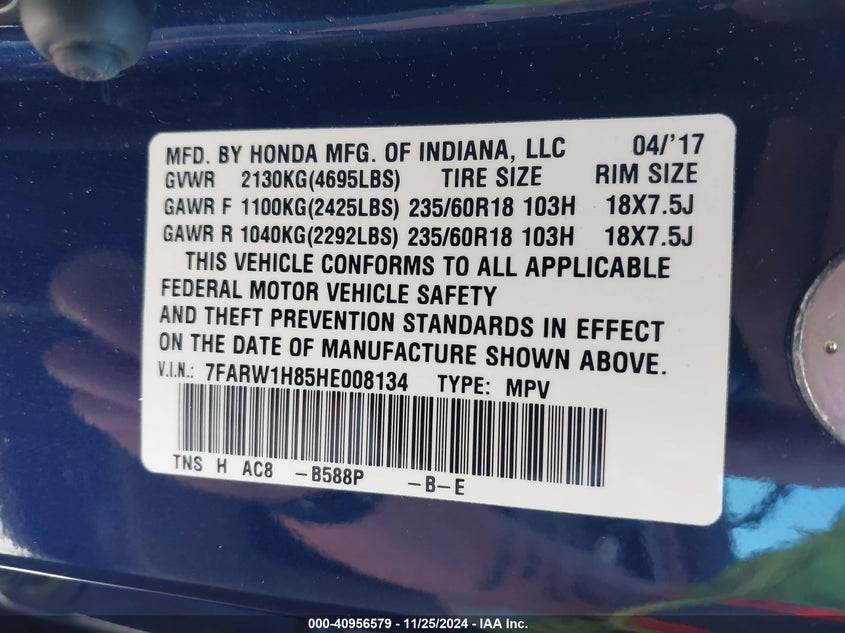 MFD. BY HONDA MFG. OF INDIANA, LLC 04/'17
GVWR 2130KG(4695LBS) TIRE SIZE RIM SIZE
GAWR F 1100KG(2425LBS) 235/60R18 103H 18X7.5J
GAWR R 1040KG(2292LBS) 235/60R18 103H 18X7.5J
THIS VEHICLE CONFORMS TO ALL APPLICABLE
FEDERAL MOTOR VEHICLE SAFETY
AND THEFT PREVENTION STANDARDS IN EFFECT
ON THE DATE OF MANUFACTURE SHOWN ABOVE.
V.I.N.: 7FARW1H85HE008134 TYPE: MPV
TNS H AC8 -B588P -B-E
000-40956579 - 11/25/2024 - IAA Inc.